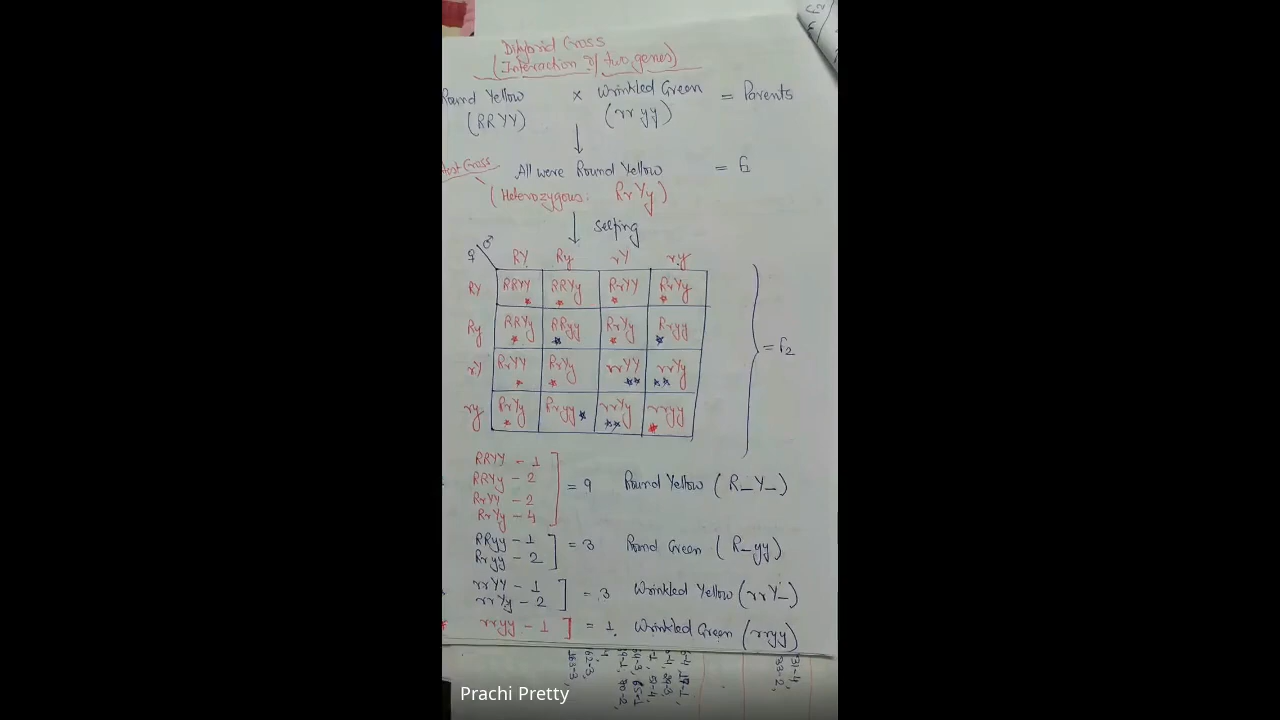 Dihybrid Cross
(Interaction of two genes)
Round Yellow × Wrinkled Green = Parents
(RRYY) (rryy)
↓
All were Round Yellow = F1
(Heterozygous. RrYy)
↓ Selfing
♀ ♂ RY Ry rY ry
RY RRYY RRYy RrYY RrYy
Ry RRYy RRyy RrYy Rryy
rY RrYY RrYy rrYY rrYy
ry RrYy Rryy rrYy rryy
= F2
RRYY - 1
RRYy - 2
RrYY - 2
RrYy - 4
= 9 Round Yellow (R_Y_)
RRyy - 1
Rryy - 2
= 3 Round Green (R_yy)
rrYY - 1
rrYy - 2
= 3 Wrinkled Yellow (rrY_)
rryy - 1 ] = 1. Wrinkled Green (rryy)
Prachi Pretty